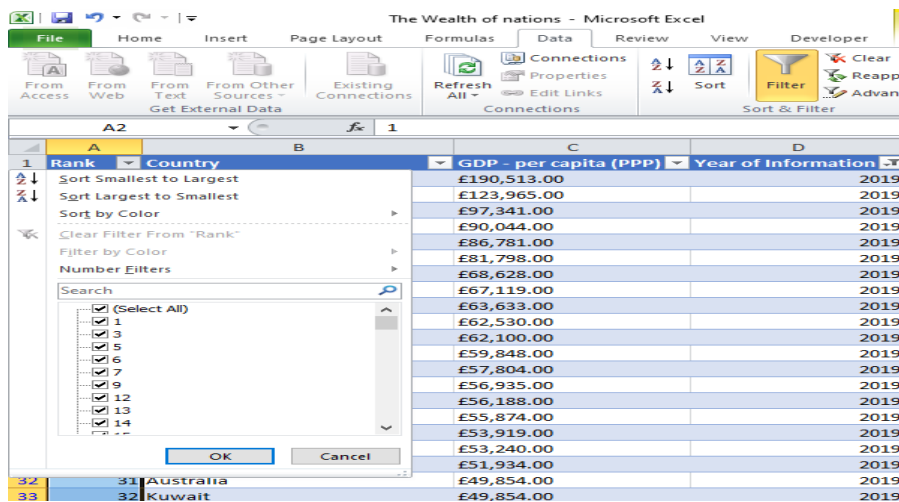 The Wealth of nations - Microsoft Excel
File Home Insert Page Layout Formulas Data Review View Developer
From Access
From Web
From Text
From Other Sources
Existing Connections
Get External Data
Refresh All
Connections
Properties
Edit Links
Connections
Sort
Filter
Clear
Reapp
Advan
Sort & Filter
A2 fx 1
A B C D
1 Rank Country GDP - per capita (PPP) Year of Information
Sort Smallest to Largest
Sort Largest to Smallest
Sort by Color
Clear Filter From "Rank"
Filter by Color
Number Filters
Search
(Select All)
1
3
5
6
7
9
12
13
14
OK Cancel
£190,513.00 2019
£123,965.00 2019
£97,341.00 2019
£90,044.00 2019
£86,781.00 2019
£81,798.00 2019
£68,628.00 2019
£67,119.00 2019
£63,633.00 2019
£62,530.00 2019
£62,100.00 2019
£59,848.00 2019
£57,804.00 2019
£56,935.00 2019
£56,188.00 2019
£55,874.00 2019
£53,919.00 2019
£53,240.00 2019
£51,934.00 2019
32 31 Australia £49,854.00 2019
33 32 Kuwait £49,854.00 2019